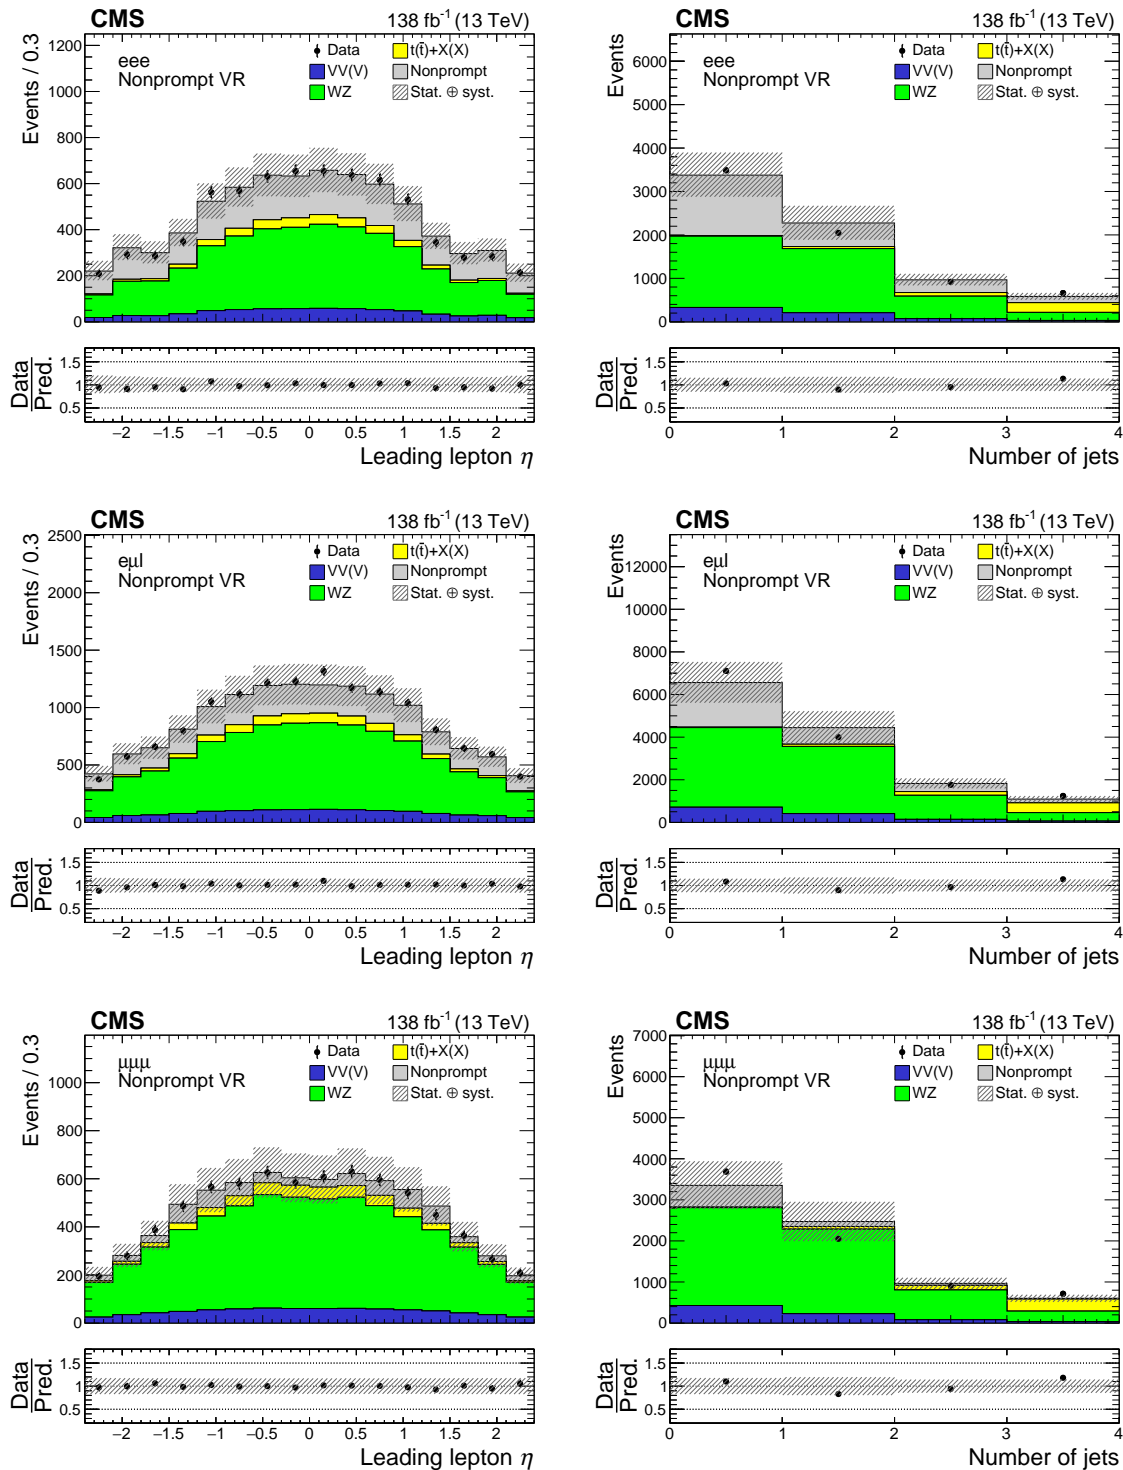 CMS 138 fb⁻¹ (13 TeV)
Events / 0.3
eee
Nonprompt VR
Data t(t̄)+X(X)
VV(V) Nonprompt
WZ Stat. ⊕ syst.
1200
1000
800
600
400
200
0
Data
Pred.
1.5
1
0.5
−2 −1.5 −1 −0.5 0 0.5 1 1.5 2
Leading lepton η
CMS 138 fb⁻¹ (13 TeV)
Events
eee
Nonprompt VR
Data t(t̄)+X(X)
VV(V) Nonprompt
WZ Stat. ⊕ syst.
6000
5000
4000
3000
2000
1000
0
Data
Pred.
1.5
1
0.5
0 1 2 3 4
Number of jets
CMS 138 fb⁻¹ (13 TeV)
Events / 0.3
eμl
Nonprompt VR
Data t(t̄)+X(X)
VV(V) Nonprompt
WZ Stat. ⊕ syst.
2500
2000
1500
1000
500
0
Data
Pred.
1.5
1
0.5
−2 −1.5 −1 −0.5 0 0.5 1 1.5 2
Leading lepton η
CMS 138 fb⁻¹ (13 TeV)
Events
eμl
Nonprompt VR
Data t(t̄)+X(X)
VV(V) Nonprompt
WZ Stat. ⊕ syst.
12000
10000
8000
6000
4000
2000
0
Data
Pred.
1.5
1
0.5
0 1 2 3 4
Number of jets
CMS 138 fb⁻¹ (13 TeV)
Events / 0.3
μμμ
Nonprompt VR
Data t(t̄)+X(X)
VV(V) Nonprompt
WZ Stat. ⊕ syst.
1000
800
600
400
200
0
Data
Pred.
1.5
1
0.5
−2 −1.5 −1 −0.5 0 0.5 1 1.5 2
Leading lepton η
CMS 138 fb⁻¹ (13 TeV)
Events
μμμ
Nonprompt VR
Data t(t̄)+X(X)
VV(V) Nonprompt
WZ Stat. ⊕ syst.
7000
6000
5000
4000
3000
2000
1000
0
Data
Pred.
1.5
1
0.5
0 1 2 3 4
Number of jets